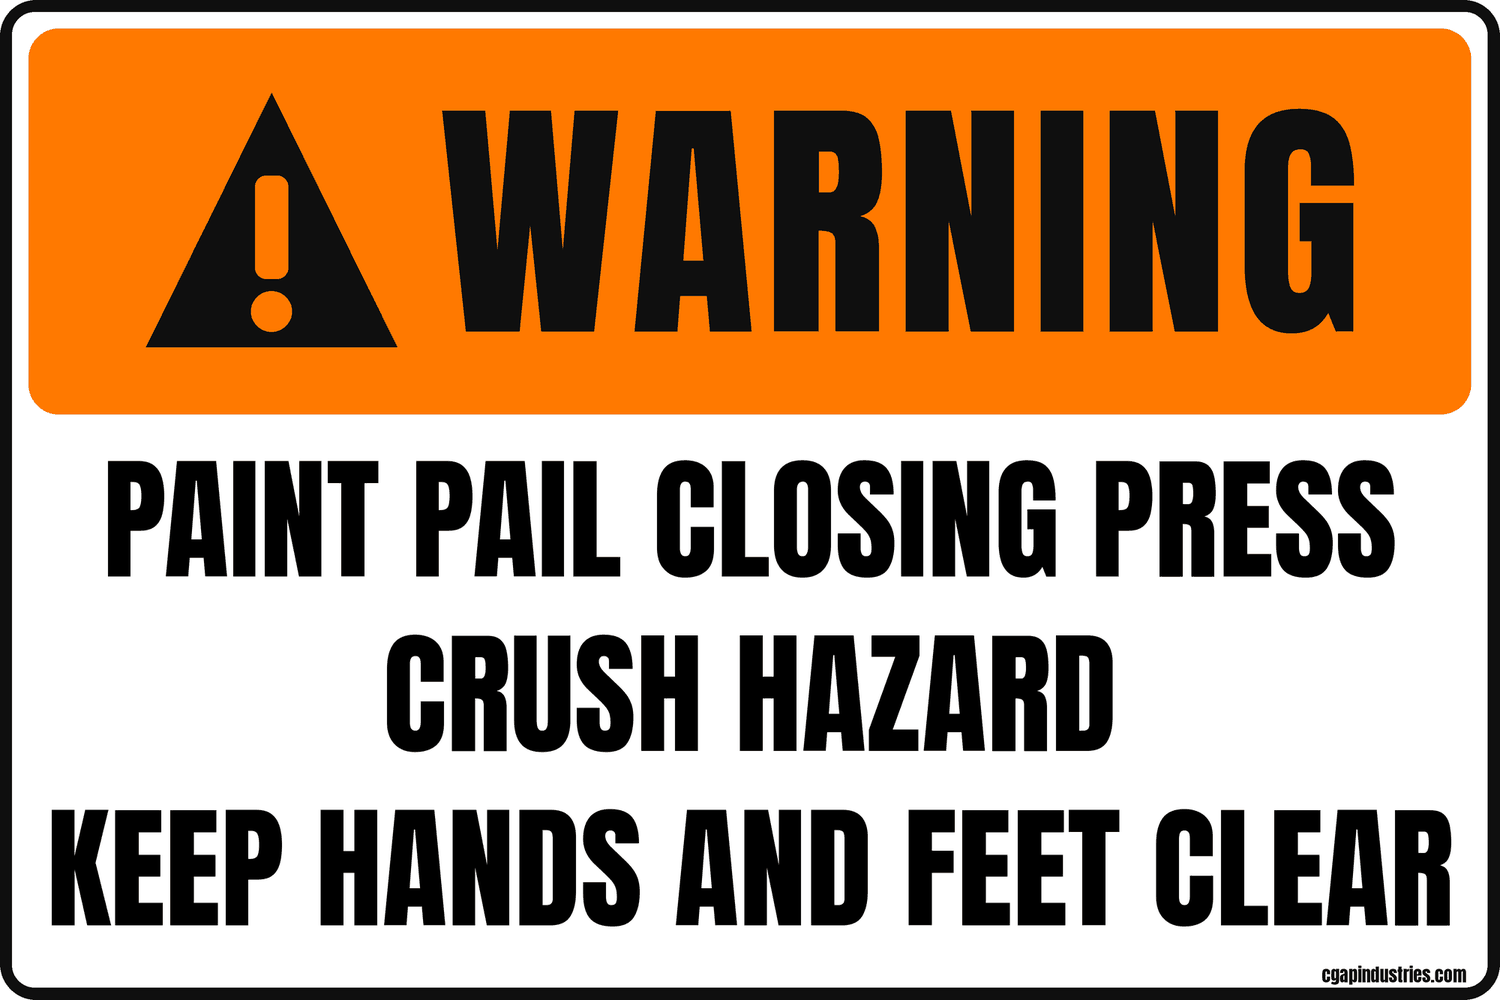 WARNING
PAINT PAIL CLOSING PRESS
CRUSH HAZARD
KEEP HANDS AND FEET CLEAR
cgapindustries.com